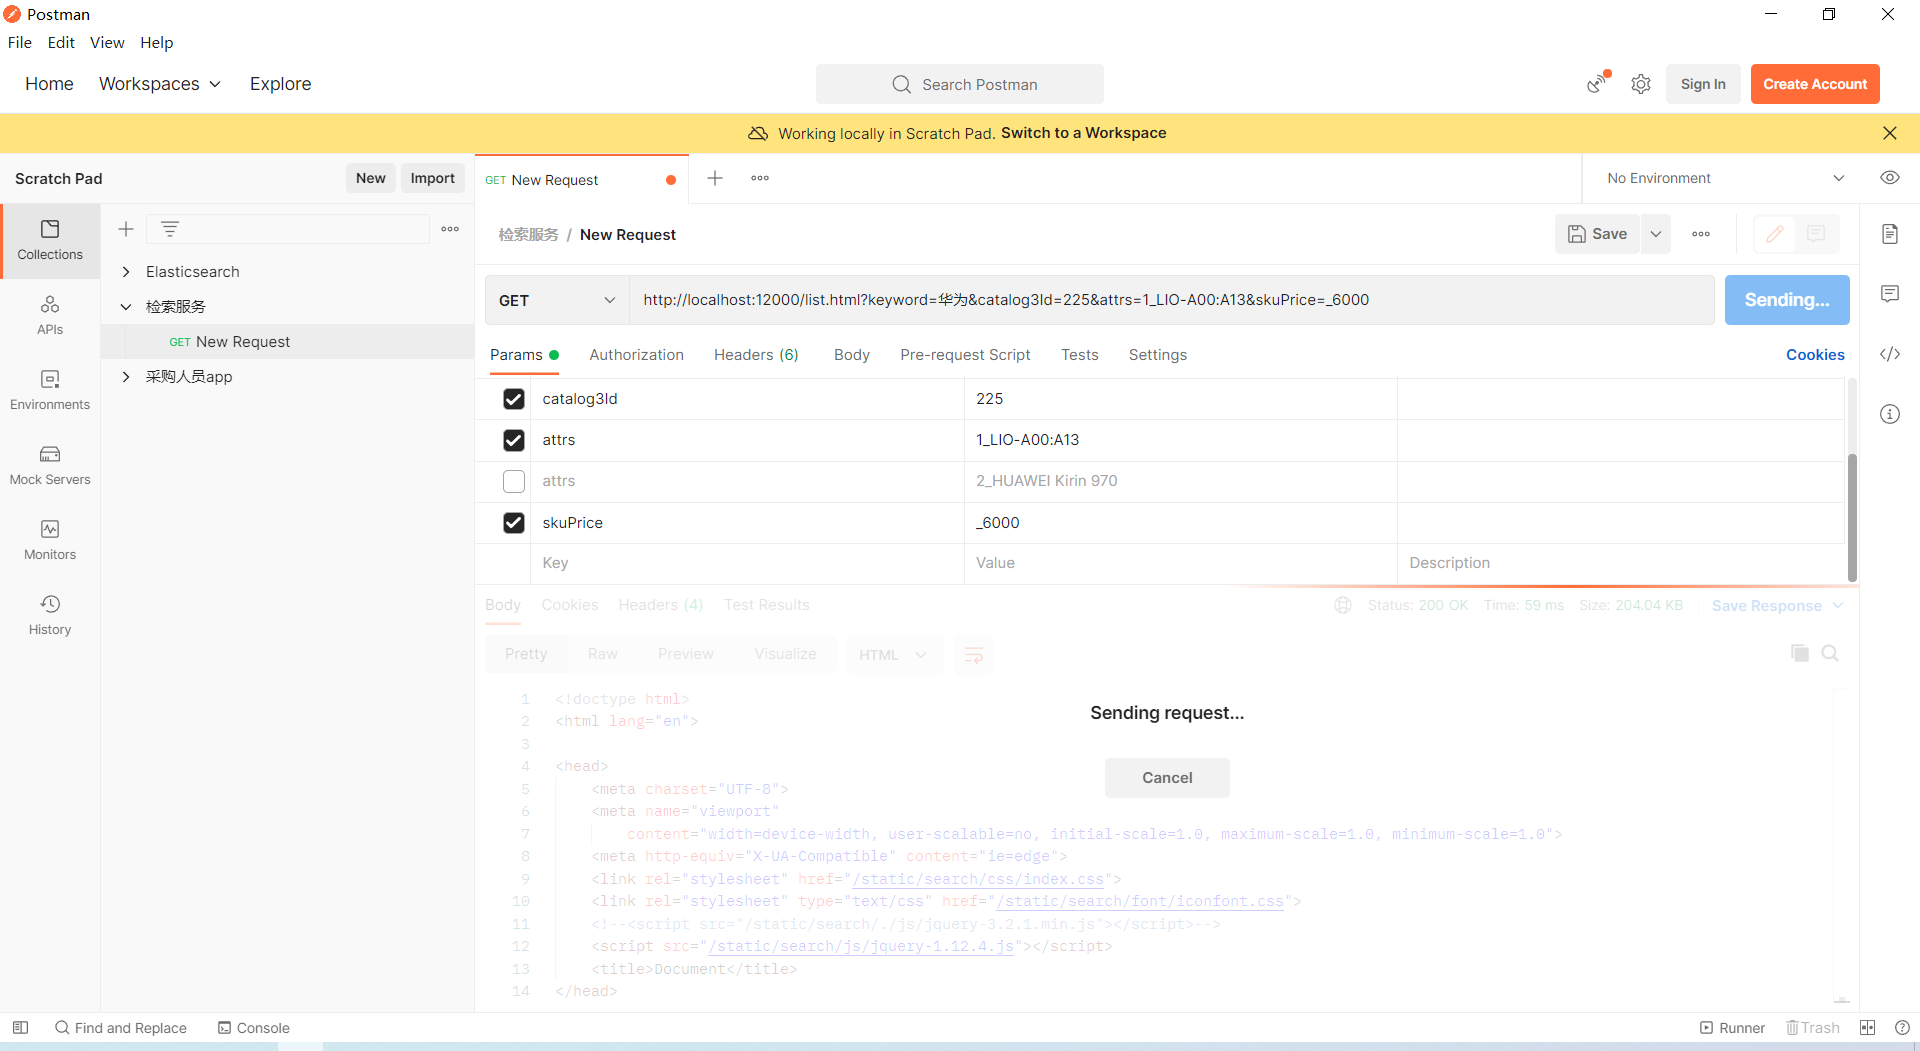 Postman
File Edit View Help
Home Workspaces Explore Search Postman Sign In Create Account
Working locally in Scratch Pad. Switch to a Workspace
Scratch Pad New Import GET New Request No Environment
检索服务 / New Request Save
Collections
Elasticsearch
检索服务
GET New Request
采购人员app
APIs
Environments
Mock Servers
Monitors
History
GET http://localhost:12000/list.html?keyword=华为&catalog3Id=225&attrs=1_LIO-A00:A13&skuPrice=_6000 Sending...
Params Authorization Headers (6) Body Pre-request Script Tests Settings Cookies
catalog3Id 225
attrs 1_LIO-A00:A13
attrs 2_HUAWEI Kirin 970
skuPrice _6000
Key Value Description
Body Cookies Headers (4) Test Results Status: 200 OK Time: 59 ms Size: 204.04 KB Save Response
Pretty Raw Preview Visualize HTML
Sending request...
Cancel
1 <!doctype html>
2 <html lang="en">
3
4 <head>
5 <meta charset="UTF-8">
6 <meta name="viewport"
7 content="width=device-width, user-scalable=no, initial-scale=1.0, maximum-scale=1.0, minimum-scale=1.0">
8 <meta http-equiv="X-UA-Compatible" content="ie=edge">
9 <link rel="stylesheet" href="/static/search/css/index.css">
10 <link rel="stylesheet" type="text/css" href="/static/search/font/iconfont.css">
11 <!--<script src="/static/search/./js/jquery-3.2.1.min.js"></script>-->
12 <script src="/static/search/js/jquery-1.12.4.js"></script>
13 <title>Document</title>
14 </head>
Find and Replace Console Runner Trash